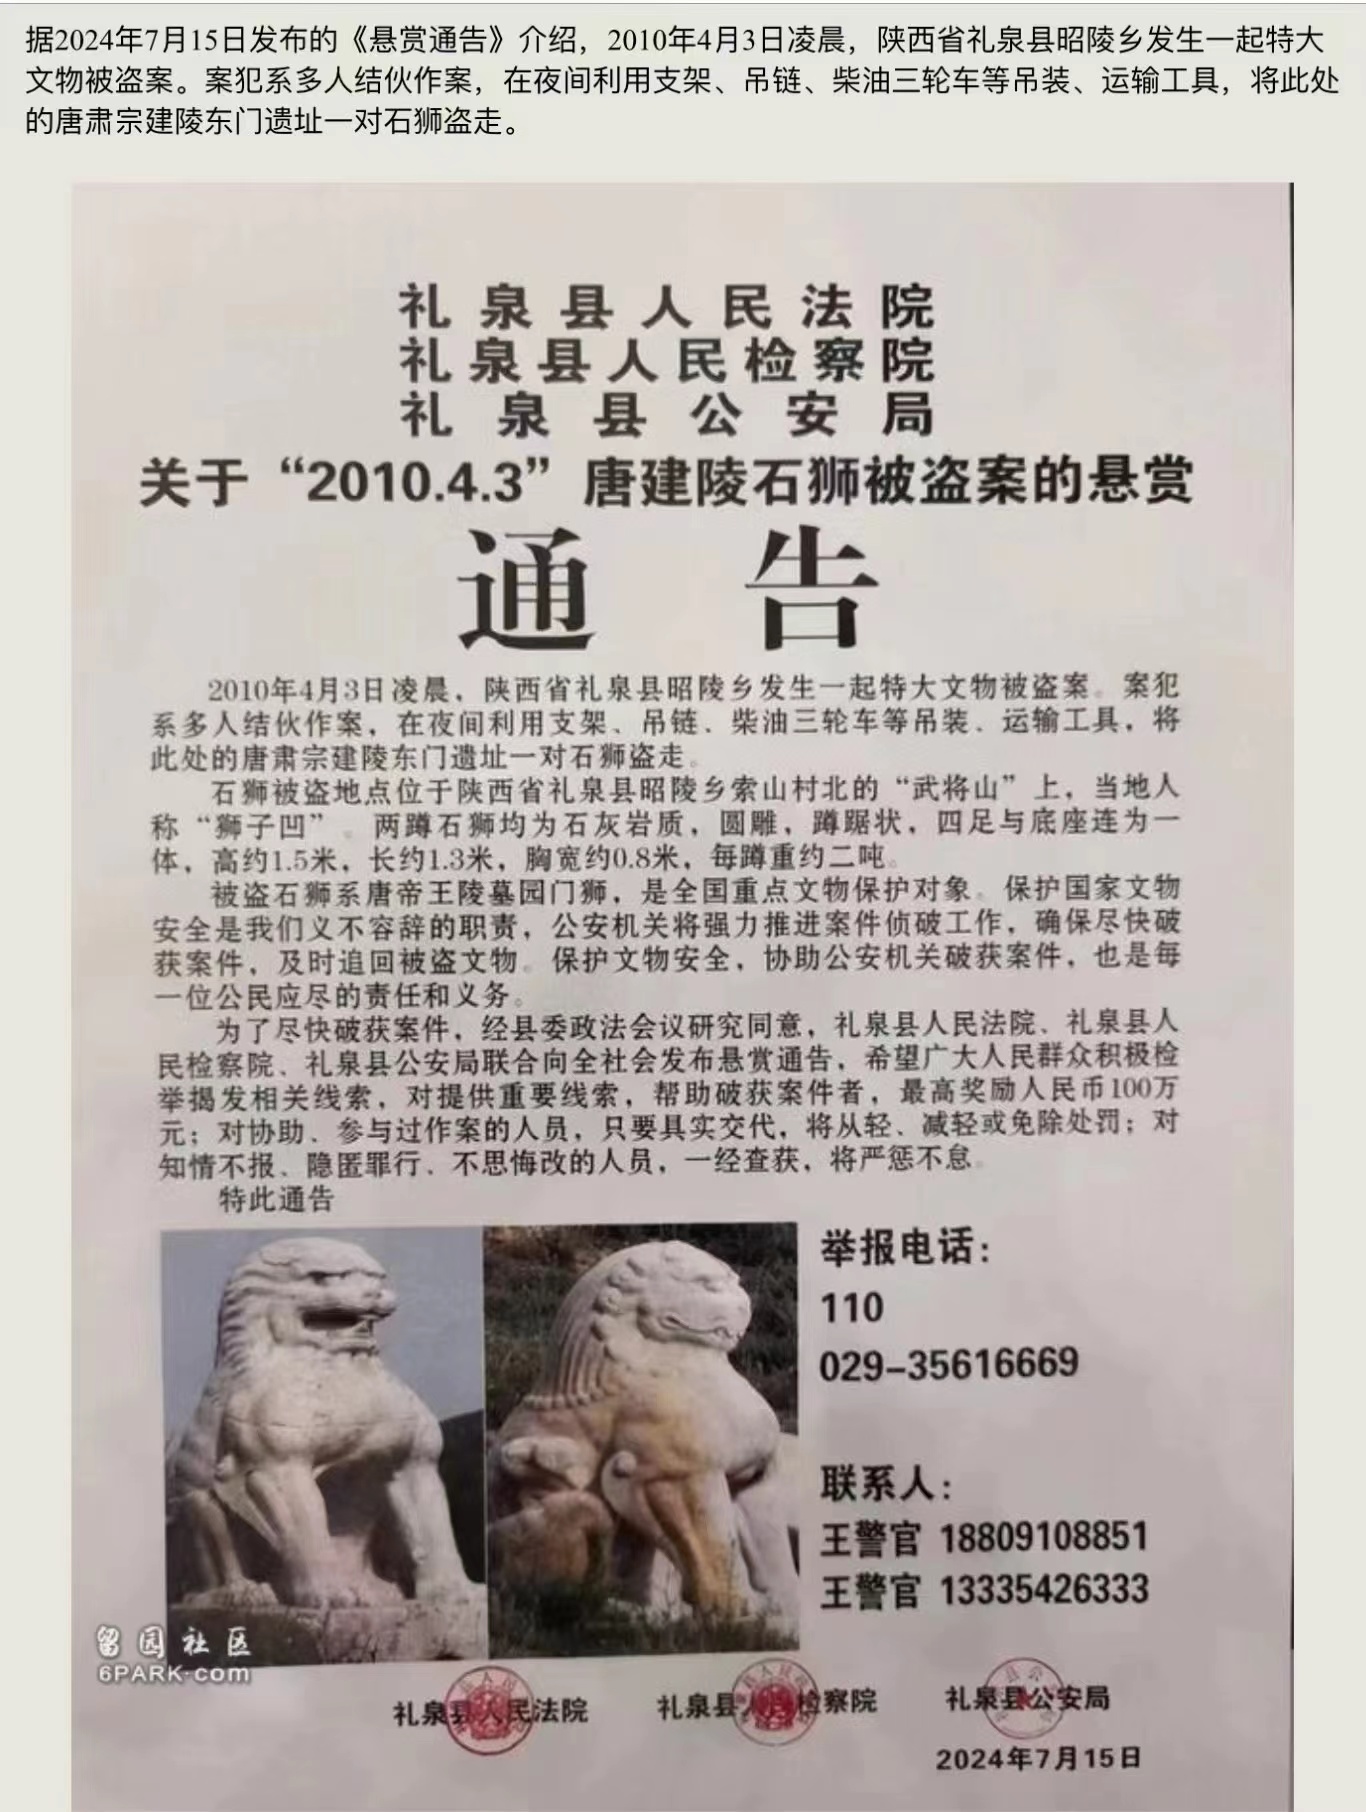 据2024年7月15日发布的《悬赏通告》介绍，2010年4月3日凌晨，陕西省礼泉县昭陵乡发生一起特大
文物被盗案。案犯系多人结伙作案，在夜间利用支架、吊链、柴油三轮车等吊装、运输工具，将此处
的唐肃宗建陵东门遗址一对石狮盗走。
礼泉县人民法院
礼泉县人民检察院
礼泉县公安局
关于“2010.4.3”唐建陵石狮被盗案的悬赏
通告
2010年4月3日凌晨，陕西省礼泉县昭陵乡发生一起特大文物被盗案。案犯
系多人结伙作案，在夜间利用支架、吊链、柴油三轮车等吊装、运输工具，将
此处的唐肃宗建陵东门遗址一对石狮盗走。
石狮被盗地点位于陕西省礼泉县昭陵乡索山村北的“武将山”上，当地人
称“狮子凹”。两蹲石狮均为石灰岩质，圆雕，蹲踞状，四足与底座连为一
体，高约1.5米，长约1.3米，胸宽约0.8米，每蹲重约二吨。
被盗石狮系唐帝王陵墓园门狮，是全国重点文物保护对象。保护国家文物
安全是我们义不容辞的职责，公安机关将强力推进案件侦破工作，确保尽快破
获案件，及时追回被盗文物。保护文物安全，协助公安机关破获案件，也是每
一位公民应尽的责任和义务。
为了尽快破获案件，经县委政法会议研究同意，礼泉县人民法院、礼泉县人
民检察院、礼泉县公安局联合向全社会发布悬赏通告，希望广大人民群众积极检
举揭发相关线索，对提供重要线索，帮助破获案件者，最高奖励人民币100万
元；对协助、参与过作案的人员，只要具实交代，将从轻、减轻或免除处罚；对
知情不报、隐匿罪行、不思悔改的人员，一经查获，将严惩不怠。
特此通告
举报电话：
110
029-35616669
联系人：
王警官 18809108851
王警官 13335426333
留园社区
6PARK.com
礼泉县人民法院 礼泉县人民检察院 礼泉县公安局
2024年7月15日